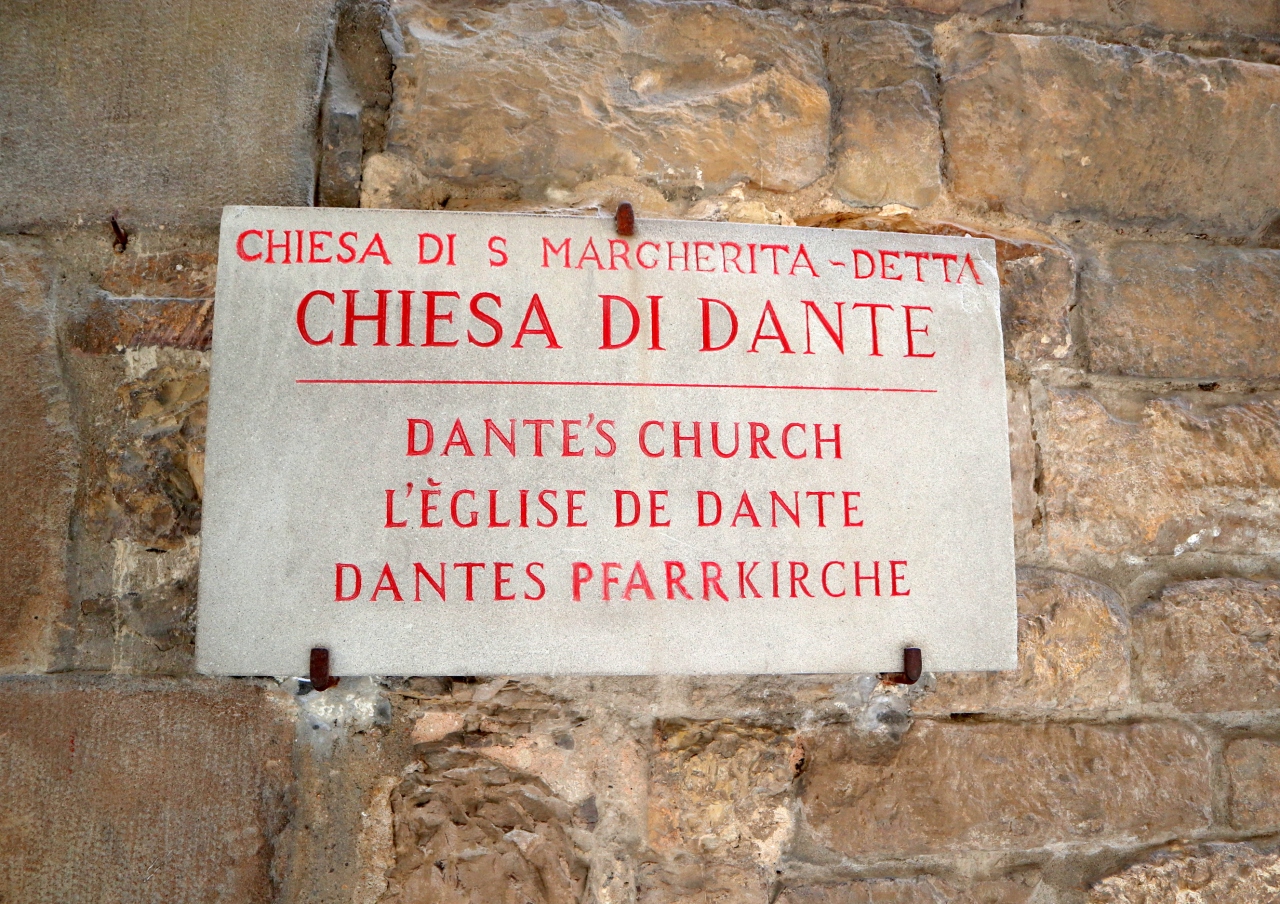 CHIESA DI S MARGHERITA-DETTA
CHIESA DI DANTE
DANTE'S CHURCH
L'ÈGLISE DE DANTE
DANTES PFARRKIRCHE